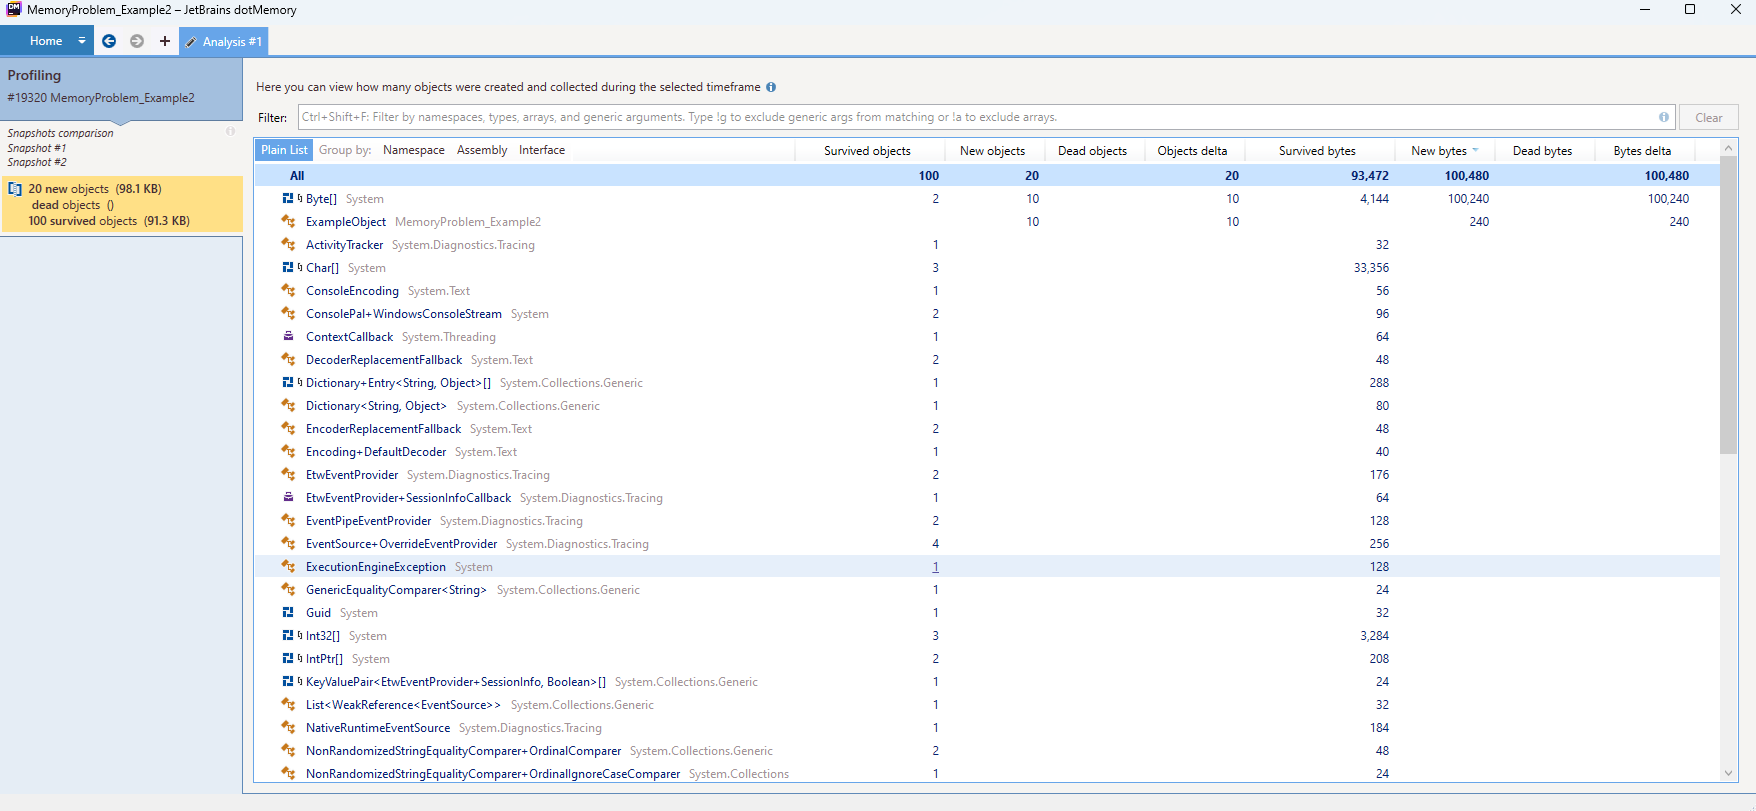 MemoryProblem_Example2 – JetBrains dotMemory
Home
Analysis #1
Profiling
#19320 MemoryProblem_Example2
Snapshots comparison
Snapshot #1
Snapshot #2
20 new objects (98.1 KB)
dead objects ()
100 survived objects (91.3 KB)
Here you can view how many objects were created and collected during the selected timeframe
Filter: Ctrl+Shift+F: Filter by namespaces, types, arrays, and generic arguments. Type !g to exclude generic args from matching or !a to exclude arrays. Clear
Plain List Group by: Namespace Assembly Interface Survived objects New objects Dead objects Objects delta Survived bytes New bytes Dead bytes Bytes delta
All 100 20 20 93,472 100,480 100,480
Byte[] System 2 10 10 4,144 100,240 100,240
ExampleObject MemoryProblem_Example2 10 10 240 240
ActivityTracker System.Diagnostics.Tracing 1 32
Char[] System 3 33,356
ConsoleEncoding System.Text 1 56
ConsolePal+WindowsConsoleStream System 2 96
ContextCallback System.Threading 1 64
DecoderReplacementFallback System.Text 2 48
Dictionary+Entry<String, Object>[] System.Collections.Generic 1 288
Dictionary<String, Object> System.Collections.Generic 1 80
EncoderReplacementFallback System.Text 2 48
Encoding+DefaultDecoder System.Text 1 40
EtwEventProvider System.Diagnostics.Tracing 2 176
EtwEventProvider+SessionInfoCallback System.Diagnostics.Tracing 1 64
EventPipeEventProvider System.Diagnostics.Tracing 2 128
EventSource+OverrideEventProvider System.Diagnostics.Tracing 4 256
ExecutionEngineException System 1 128
GenericEqualityComparer<String> System.Collections.Generic 1 24
Guid System 1 32
Int32[] System 3 3,284
IntPtr[] System 2 208
KeyValuePair<EtwEventProvider+SessionInfo, Boolean>[] System.Collections.Generic 1 24
List<WeakReference<EventSource>> System.Collections.Generic 1 32
NativeRuntimeEventSource System.Diagnostics.Tracing 1 184
NonRandomizedStringEqualityComparer+OrdinalComparer System.Collections.Generic 2 48
NonRandomizedStringEqualityComparer+OrdinalIgnoreCaseComparer System.Collections 1 24